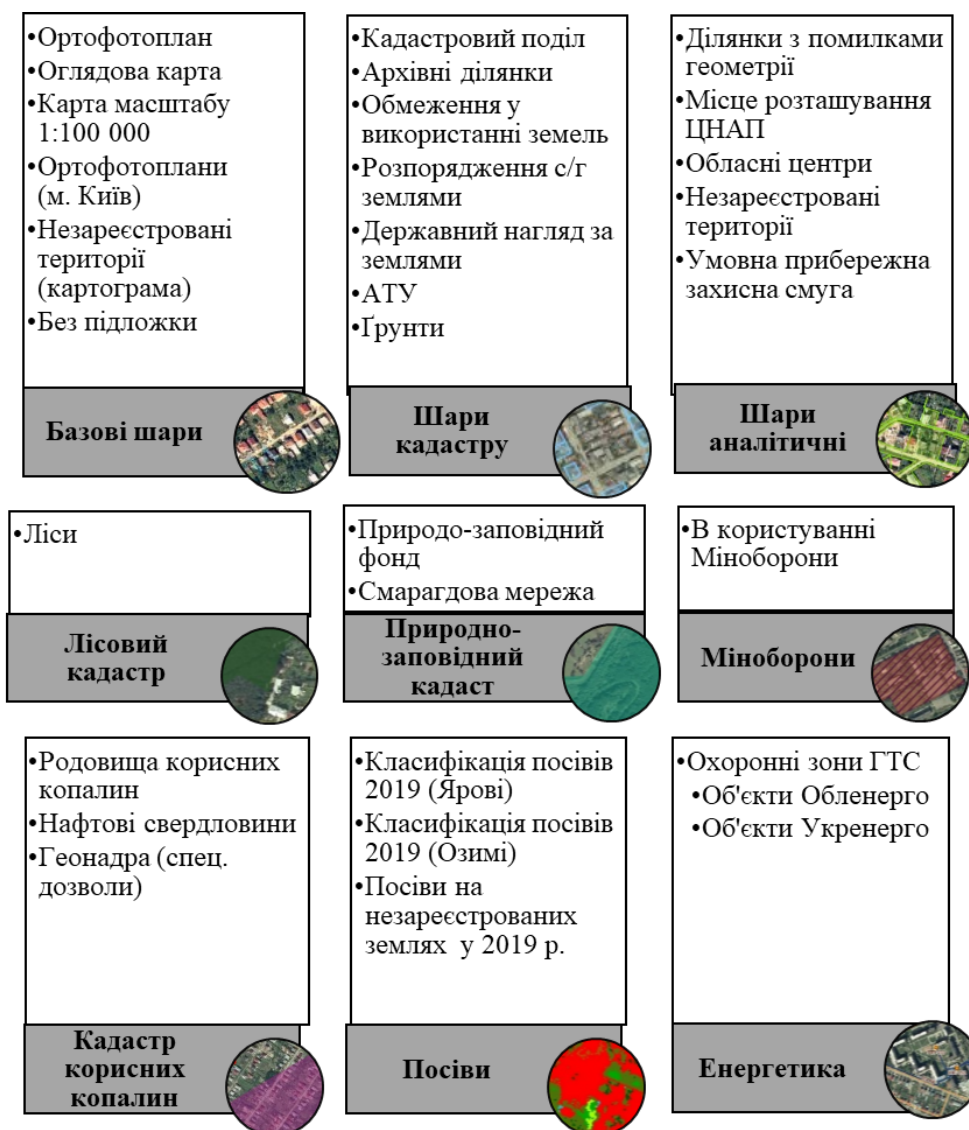 •Ортофотоплан
•Оглядова карта
•Карта масштабу
1:100 000
•Ортофотоплани
(м. Київ)
•Незареєстровані
території
(картограма)
•Без підложки
Базові шари
•Кадастровий поділ
•Архівні ділянки
•Обмеження у
використанні земель
•Розпорядження с/г
землями
•Державний нагляд за
землями
•АТУ
•Ґрунти
Шари
кадастру
•Ділянки з помилками
геометрії
•Місце розташування
ЦНАП
•Обласні центри
•Незареєстровані
території
•Умовна прибережна
захисна смуга
Шари
аналітичні
•Ліси
Лісовий
кадастр
•Природо-заповідний
фонд
•Смарагдова мережа
Природно-
заповідний
кадаст
•В користуванні
Міноборони
Міноборони
•Родовища корисних
копалин
•Нафтові свердловини
•Геонадра (спец.
дозволи)
Кадастр
корисних
копалин
•Класифікація посівів
2019 (Ярові)
•Класифікація посівів
2019 (Озимі)
•Посіви на
незареєстрованих
землях у 2019 р.
Посіви
•Охоронні зони ГТС
•Об'єкти Обленерго
•Об'єкти Укренерго
Енергетика